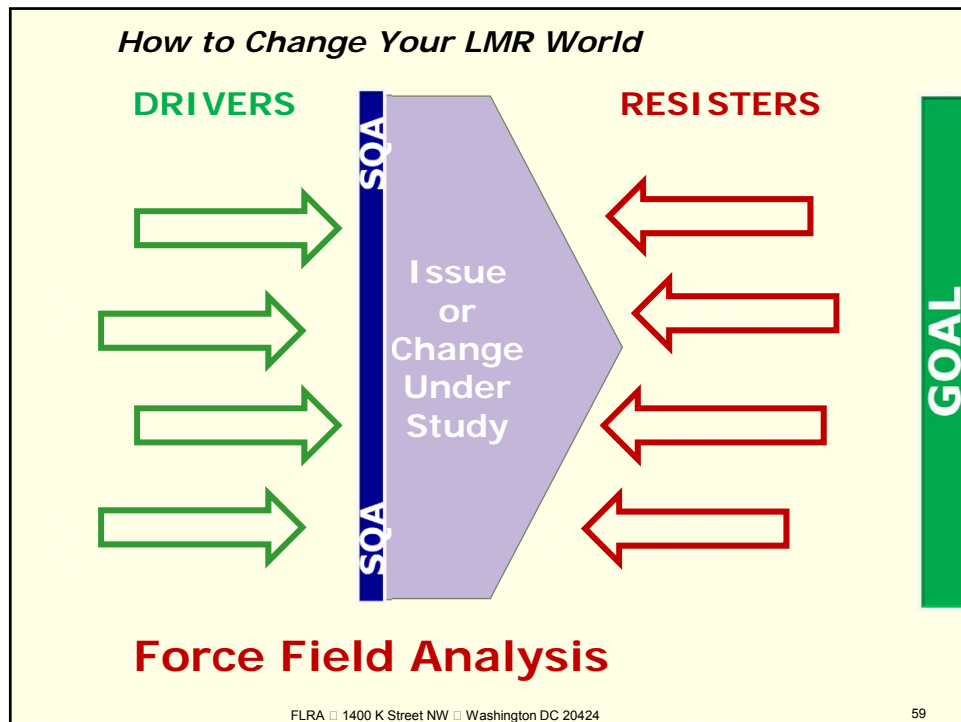 How to Change Your LMR World
DRIVERS
RESISTERS
SQA
SQA
Issue
or
Change
Under
Study
GOAL
Force Field Analysis
FLRA □ 1400 K Street NW □ Washington DC 20424
59